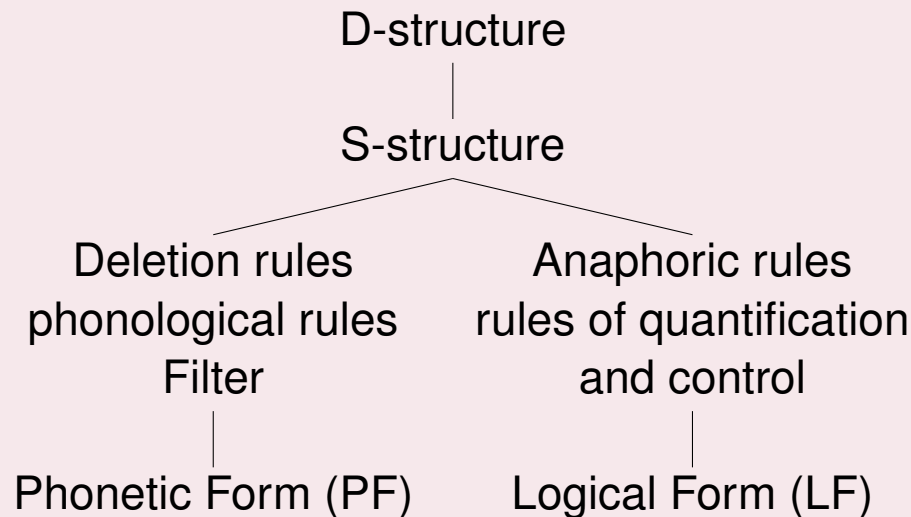 D-structure
S-structure
Deletion rules
phonological rules
Filter
Anaphoric rules
rules of quantification
and control
Phonetic Form (PF)
Logical Form (LF)